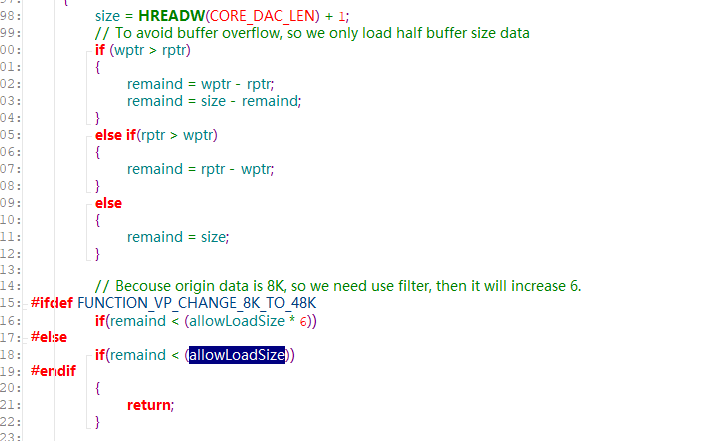 98: size = HREADW(CORE_DAC_LEN) + 1;
99: // To avoid buffer overflow, so we only load half buffer size data
00: if (wptr > rptr)
01: {
02: remaind = wptr - rptr;
03: remaind = size - remaind;
04: }
05: else if(rptr > wptr)
06: {
07: remaind = rptr - wptr;
08: }
09: else
10: {
11: remaind = size;
12: }
13:
14: // Becouse origin data is 8K, so we need use filter, then it will increase 6.
15: #ifdef FUNCTION_VP_CHANGE_8K_TO_48K
16: if(remaind < (allowLoadSize * 6))
17: #else
18: if(remaind < (allowLoadSize))
19: #endif
20: {
21: return;
22: }
23: